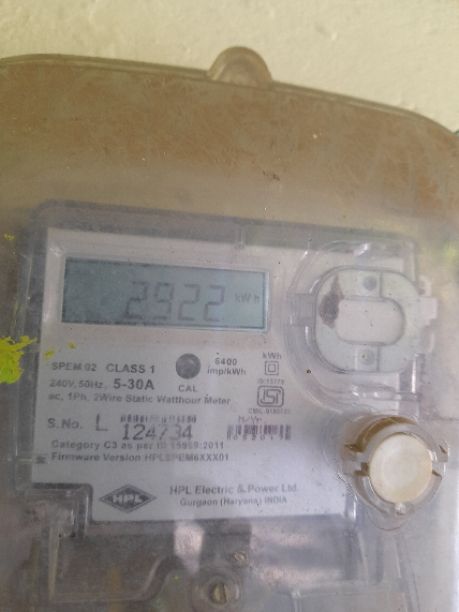 2922 kWh
SPEM 02 CLASS 1
240V, 50Hz, 5-30A
CAL
6400
imp/kWh
kWh
IS 13779
ac, 1Ph, 2Wire Static Watthour Meter
S.No. L 124734
Category C3 as per IS 15959:2011
Firmware Version HPLSPEM6XXX01
HPL
HPL Electric & Power Ltd.
Gurgaon (Haryana) INDIA